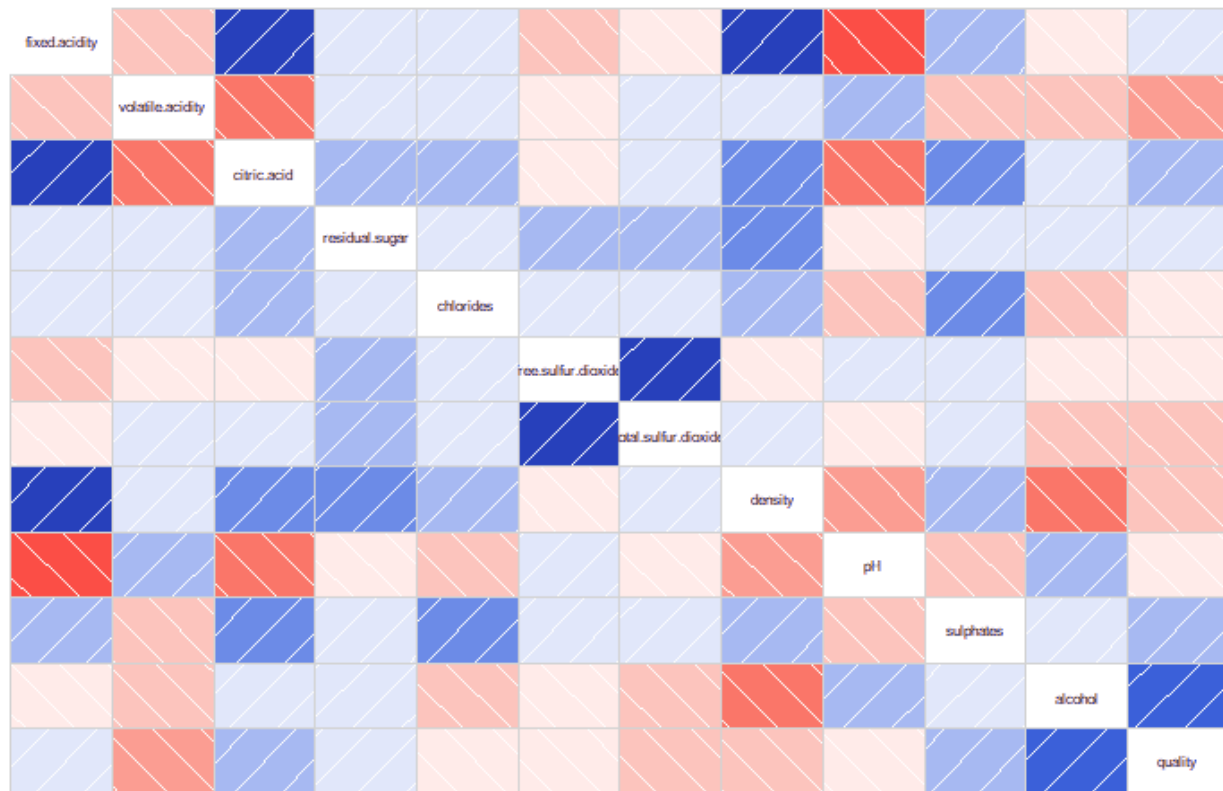 fixed.acidity
volatile.acidity
citric.acid
residual.sugar
chlorides
ree.sulfur.dioxide
otal.sulfur.dioxide
density
pH
sulphates
alcohol
quality